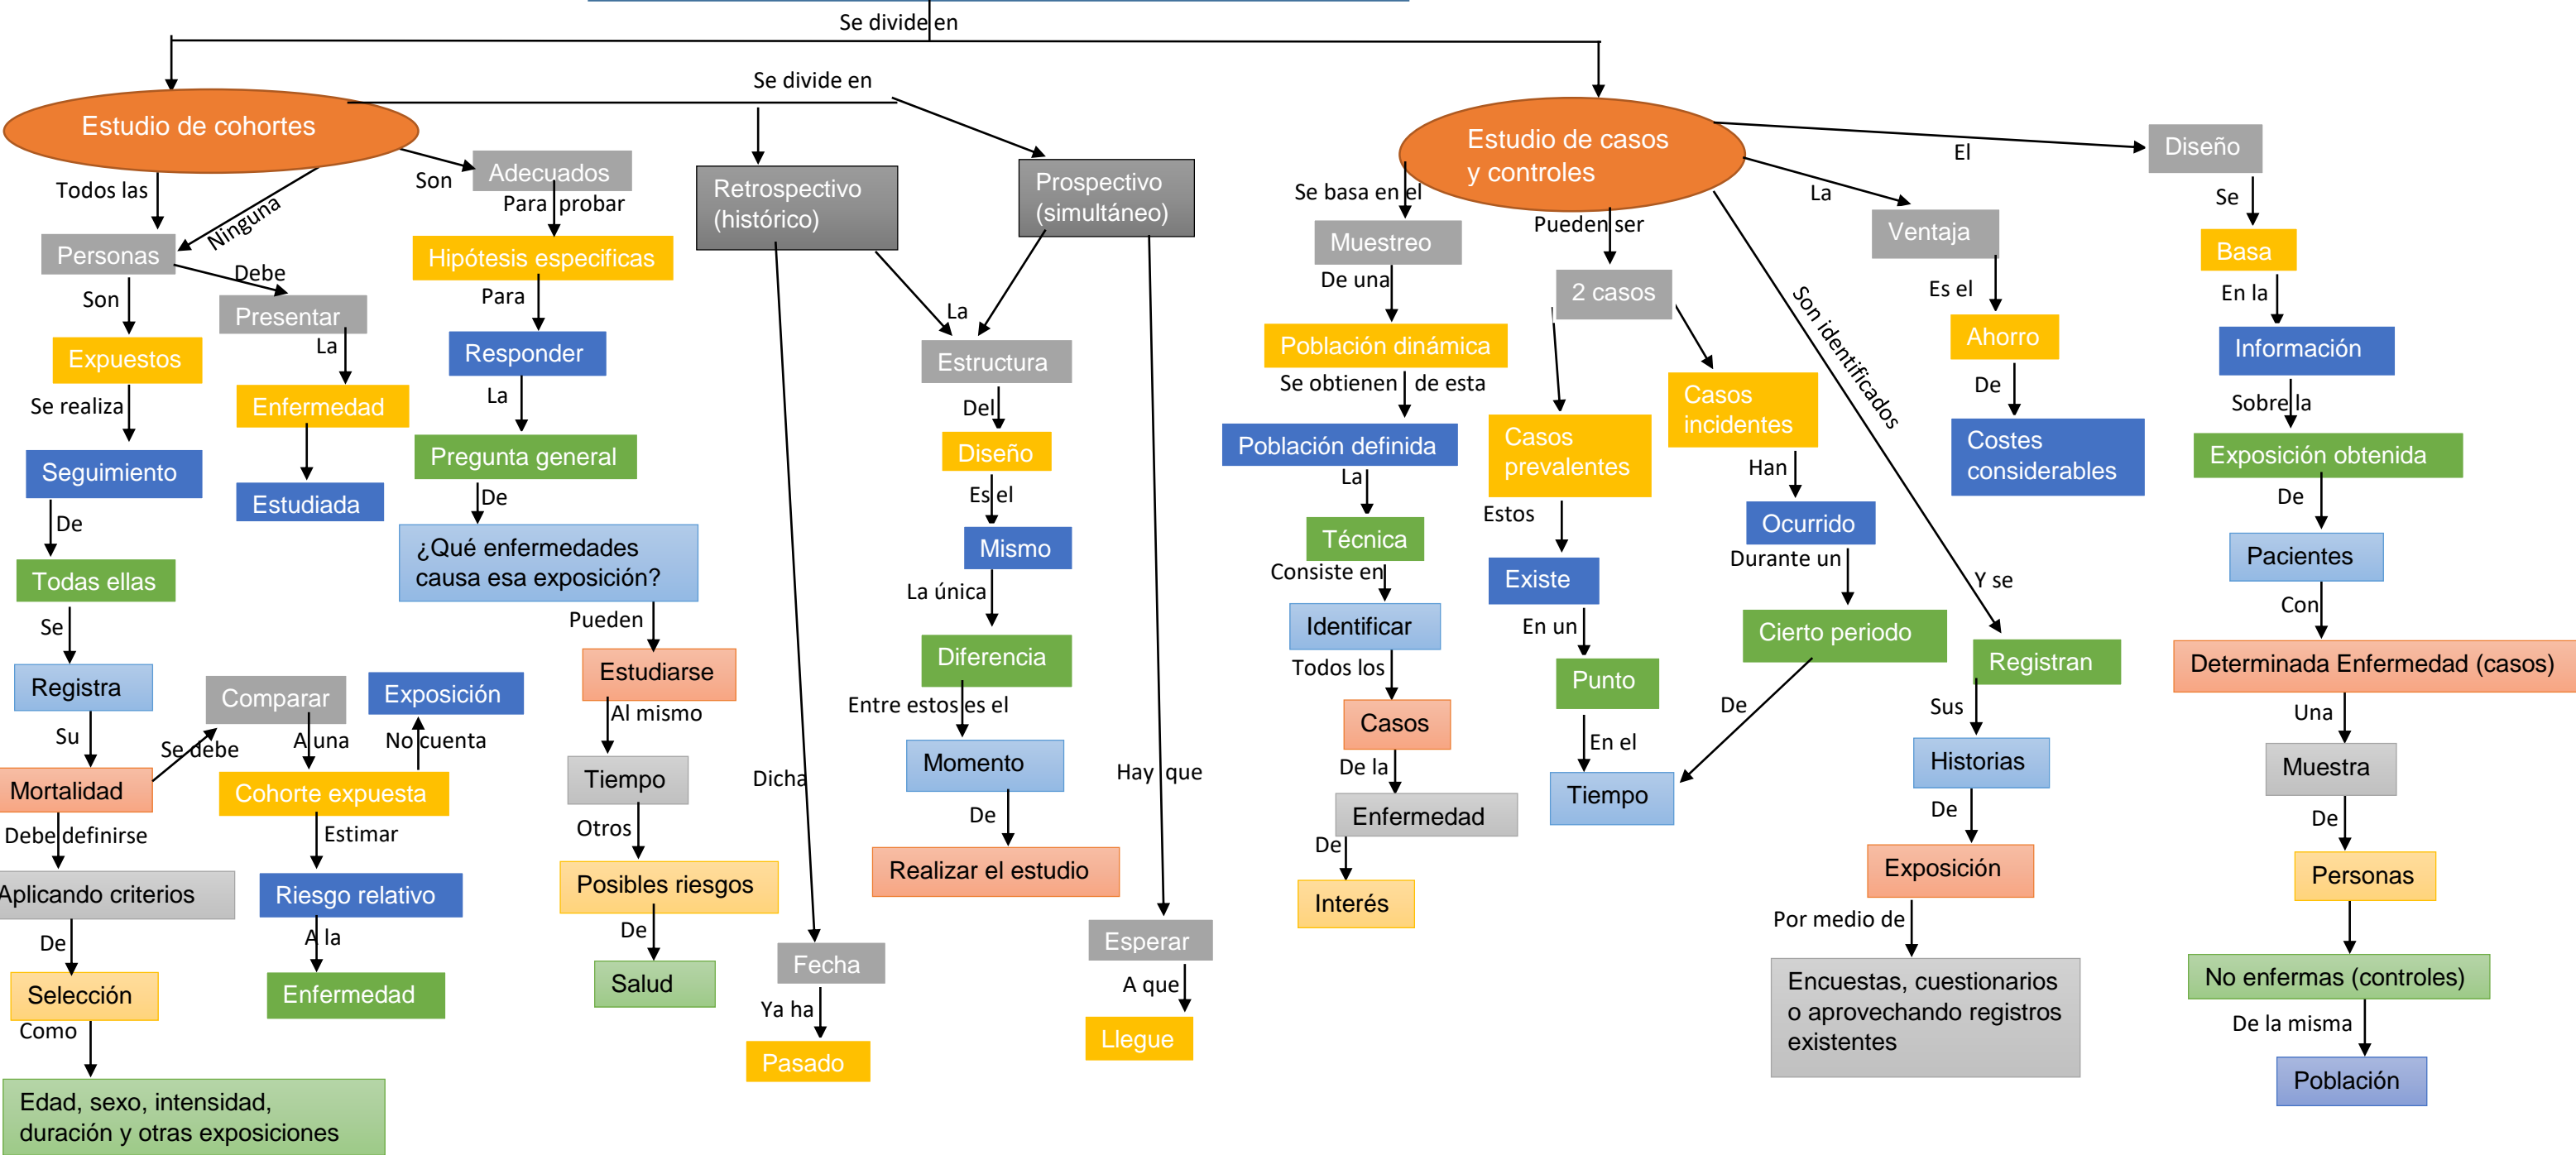 Se divide en
Se divide en
Estudio de cohortes
Todos las
Ninguna
Personas
Son
Expuestos
Se realiza
Seguimiento
De
Todas ellas
Se
Registra
Su
Mortalidad
Debe definirse
Aplicando criterios
De
Selección
Como
Edad, sexo, intensidad,
duración y otras exposiciones
Debe
Presentar
La
Enfermedad
Estudiada
Se debe
Comparar
A una
Cohorte expuesta
No cuenta
Exposición
Estimar
Riesgo relativo
A la
Enfermedad
Son
Adecuados
Para probar
Hipótesis especificas
Para
Responder
La
Pregunta general
De
¿Qué enfermedades
causa esa exposición?
Pueden
Estudiarse
Al mismo
Tiempo
Otros
Posibles riesgos
De
Salud
Retrospectivo
(histórico)
Prospectivo
(simultáneo)
La
Estructura
Del
Diseño
Es el
Mismo
La única
Diferencia
Entre estos es el
Momento
De
Realizar el estudio
Dicha
Fecha
Ya ha
Pasado
Hay que
Esperar
A que
Llegue
Estudio de casos
y controles
Se basa en el
Muestreo
De una
Población dinámica
Se obtienen de esta
Población definida
La
Técnica
Consiste en
Identificar
Todos los
Casos
De la
Enfermedad
De
Interés
Pueden ser
2 casos
Casos
prevalentes
Estos
Existe
En un
Punto
En el
Tiempo
Casos
incidentes
Han
Ocurrido
Durante un
Cierto periodo
De
Son identificados
Y se
Registran
Sus
Historias
De
Exposición
Por medio de
Encuestas, cuestionarios
o aprovechando registros
existentes
La
Ventaja
Es el
Ahorro
De
Costes
considerables
El
Diseño
Se
Basa
En la
Información
Sobre la
Exposición obtenida
De
Pacientes
Con
Determinada Enfermedad (casos)
Una
Muestra
De
Personas
No enfermas (controles)
De la misma
Población